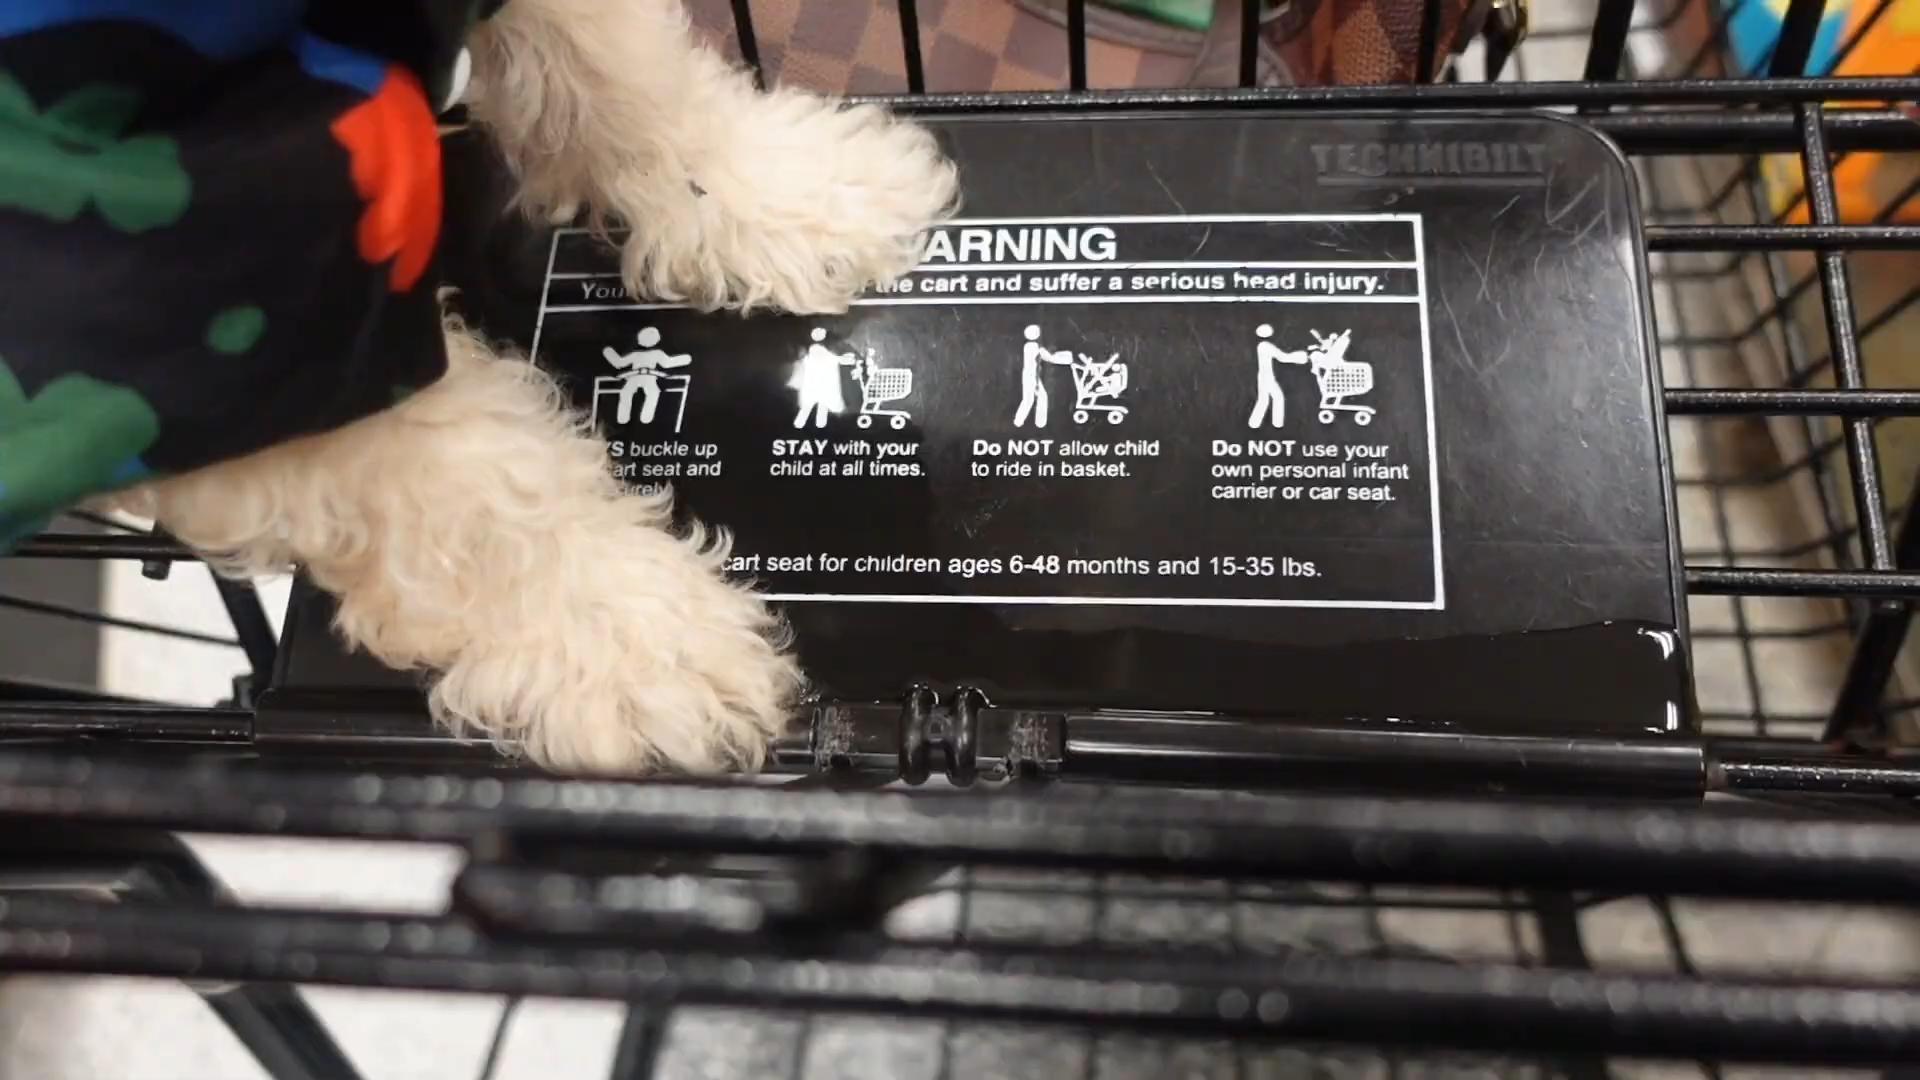 TECHNIBILT
WARNING
You the cart and suffer a serious head injury.
buckle up
cart seat and
STAY with your
child at all times.
Do NOT allow child
to ride in basket.
Do NOT use your
own personal infant
carrier or car seat.
cart seat for children ages 6-48 months and 15-35 lbs.